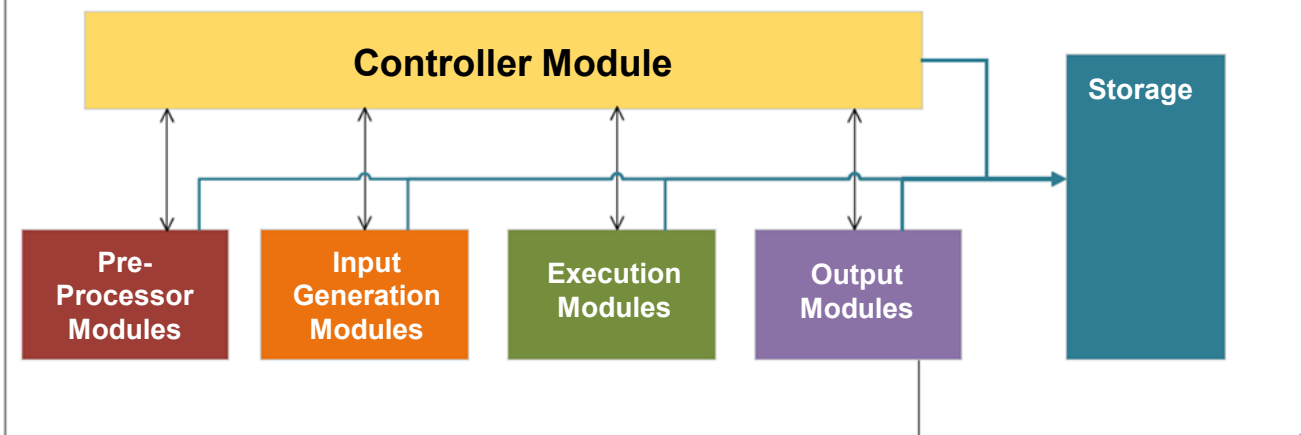 Controller Module
Storage
Pre-
Processor
Modules
Input
Generation
Modules
Execution
Modules
Output
Modules